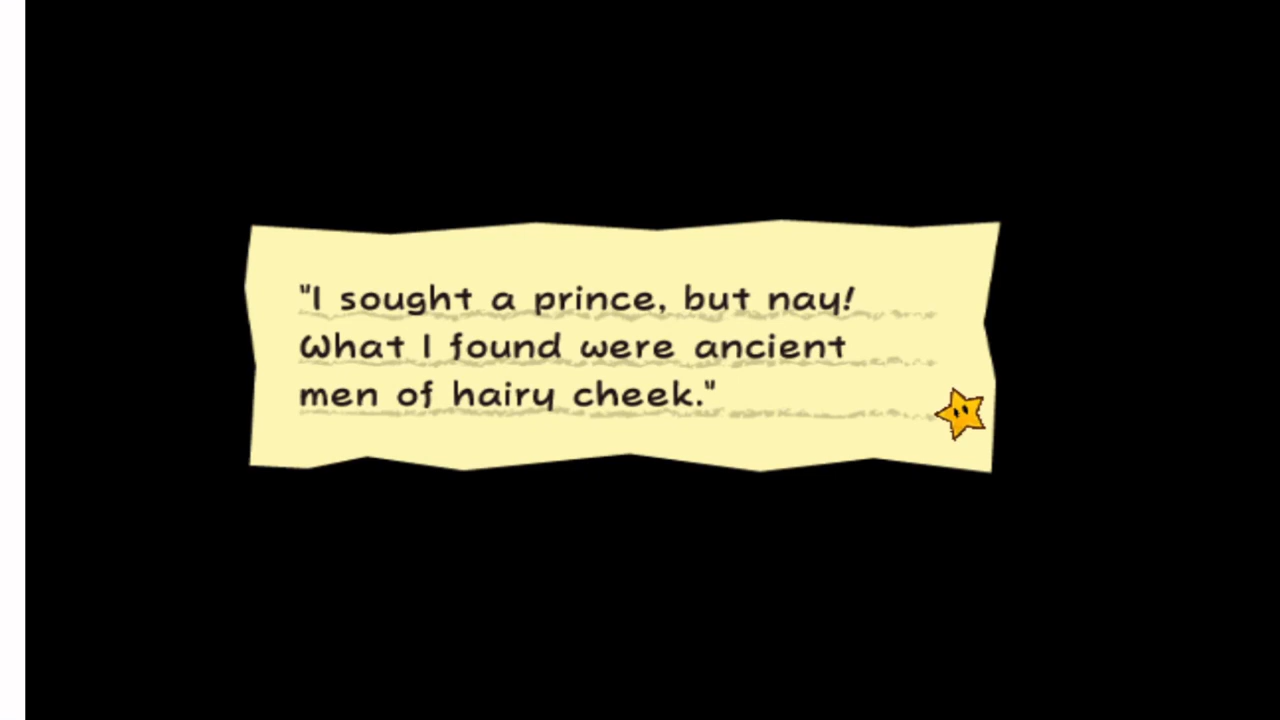 "I sought a prince, but nay!
What I found were ancient
men of hairy cheek."